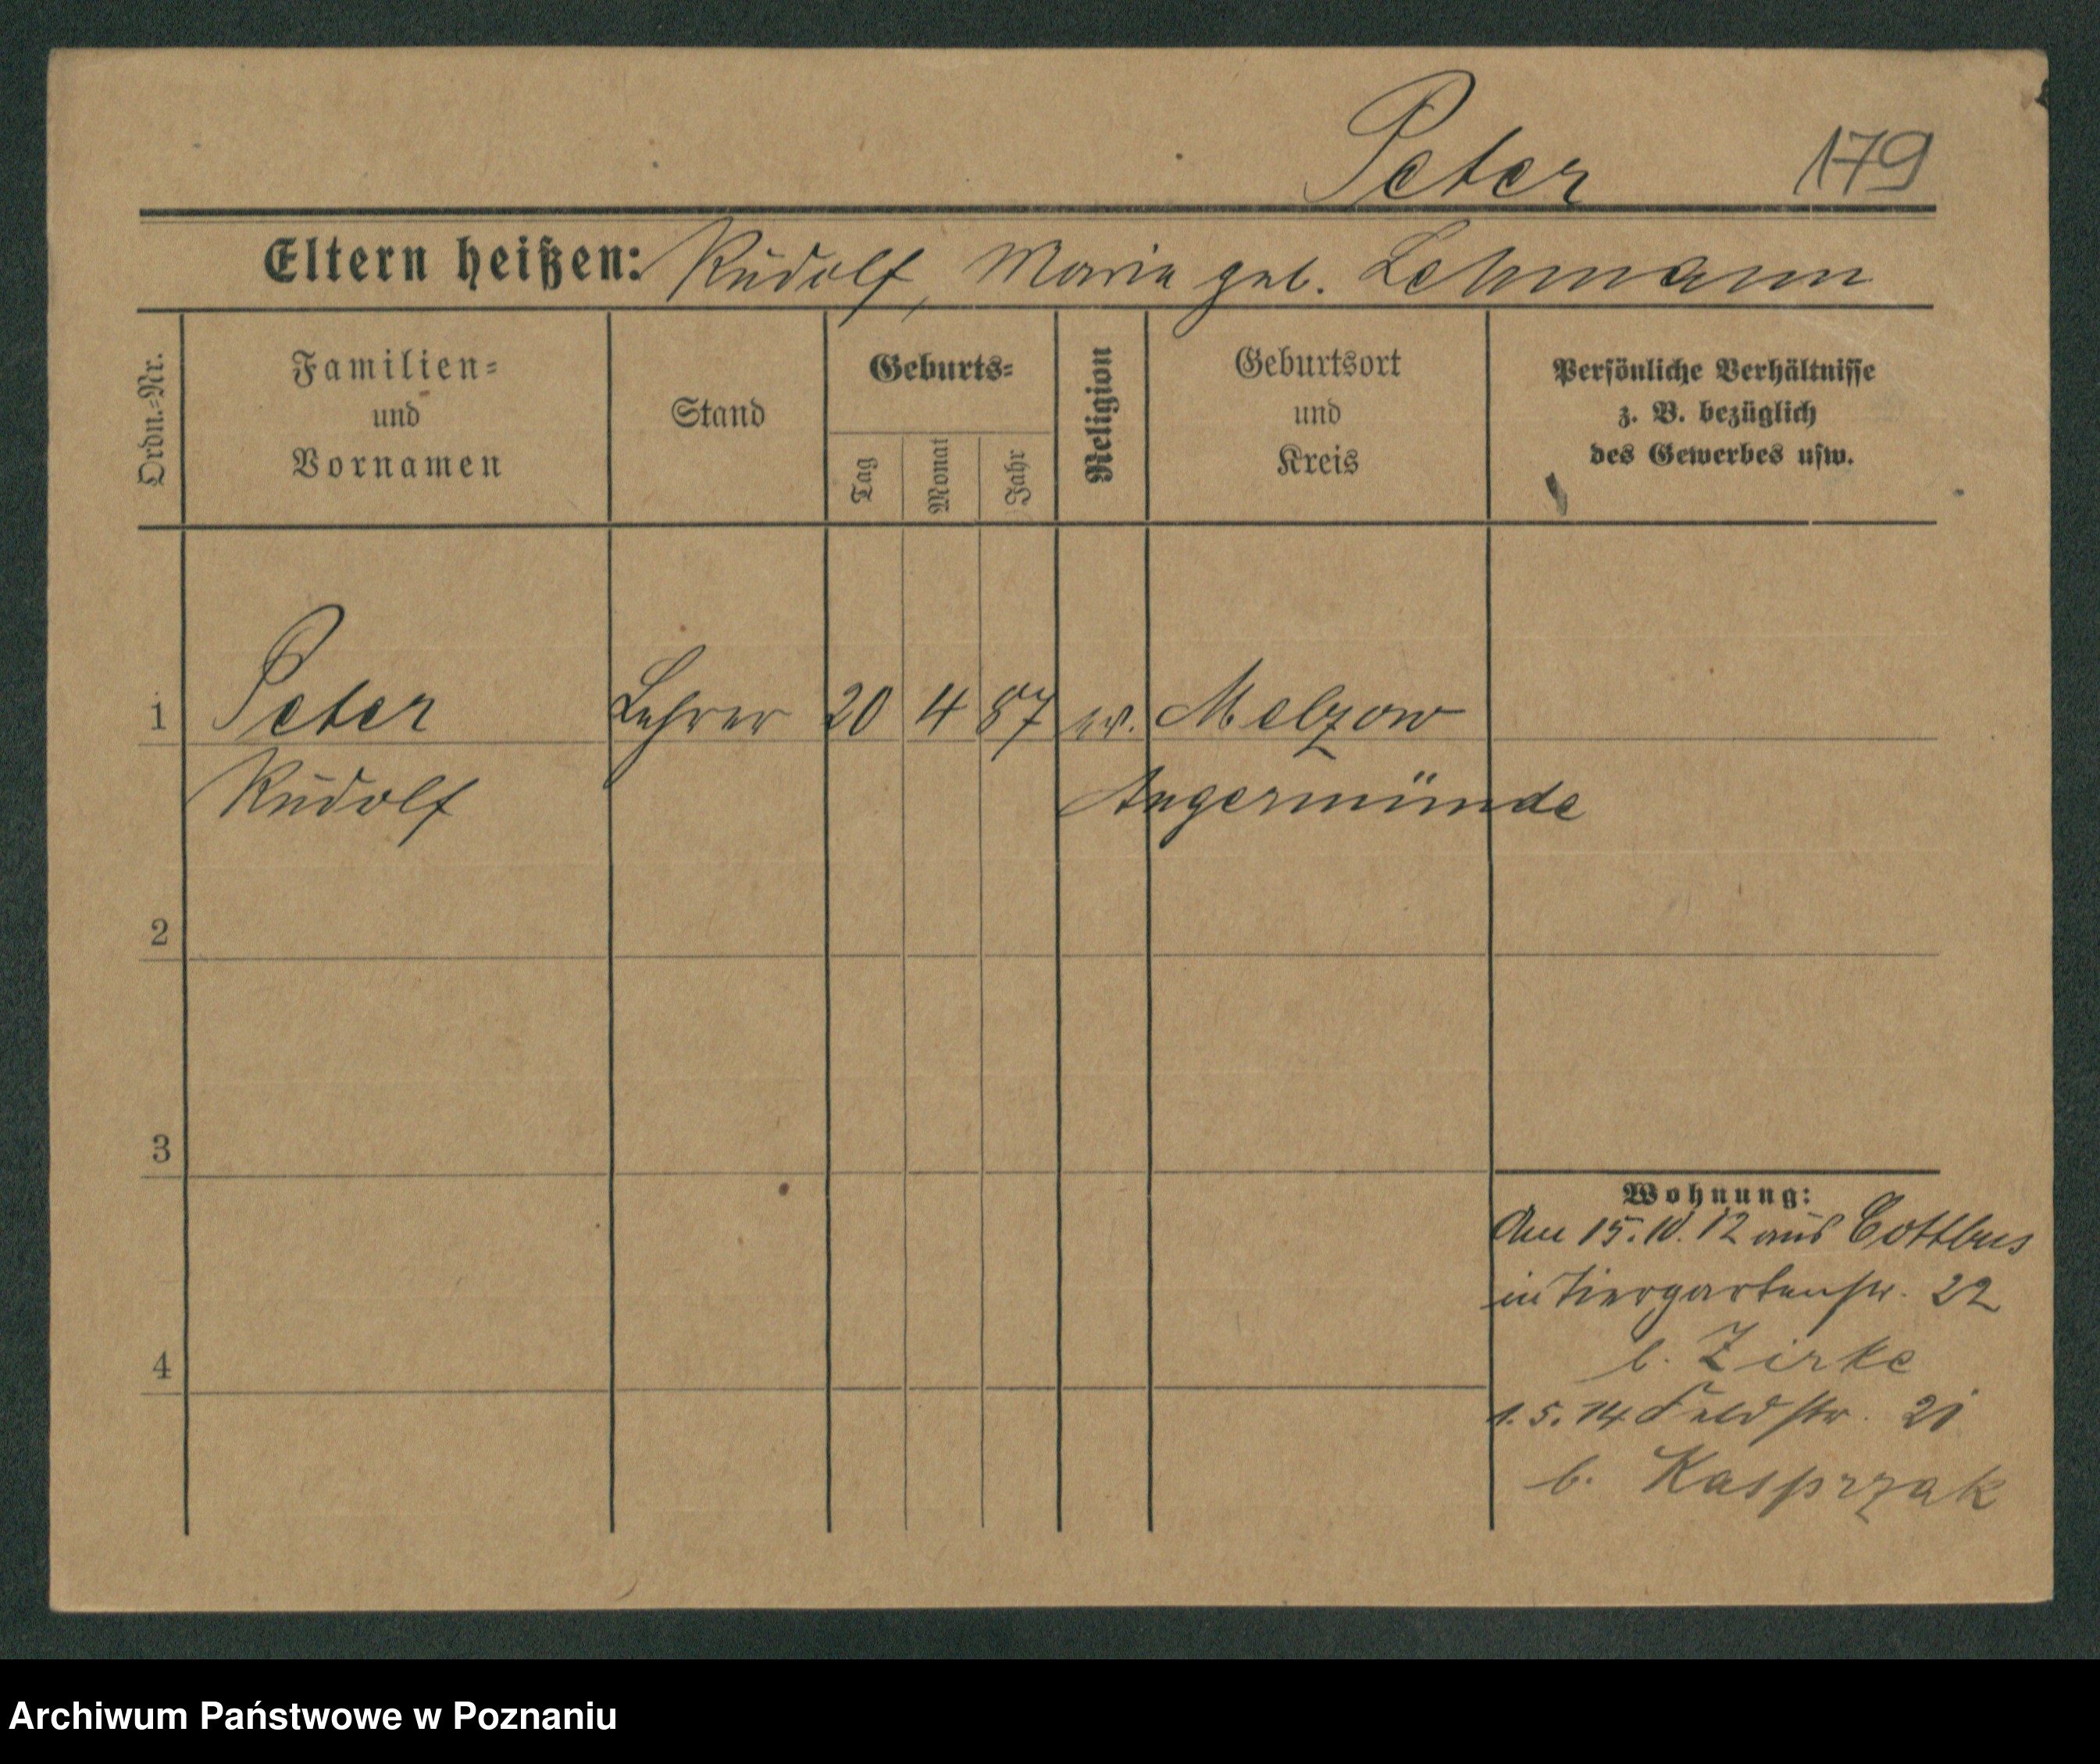 Peter 179
Eltern heißen: Rudolf, Maria geb. Lehmann
Ordn.-Nr.
Familien-
und
Vornamen
Stand
Geburts-
Tag
Monat
Jahr
Religion
Geburtsort
und
Kreis
Persönliche Verhältnisse
z. B. bezüglich
des Gewerbes usw.
1 Peter Lehrer 20 4 87 ev. Melzow
Rudolf Angermünde
2
3
4
Wohnung:
Am 15. 10. 12 aus Cottbus
in Tiergartenstr. 22
b. Zirke
1. 5. 14 Feldstr. 21
b. Kasprzak
Archiwum Państwowe w Poznaniu